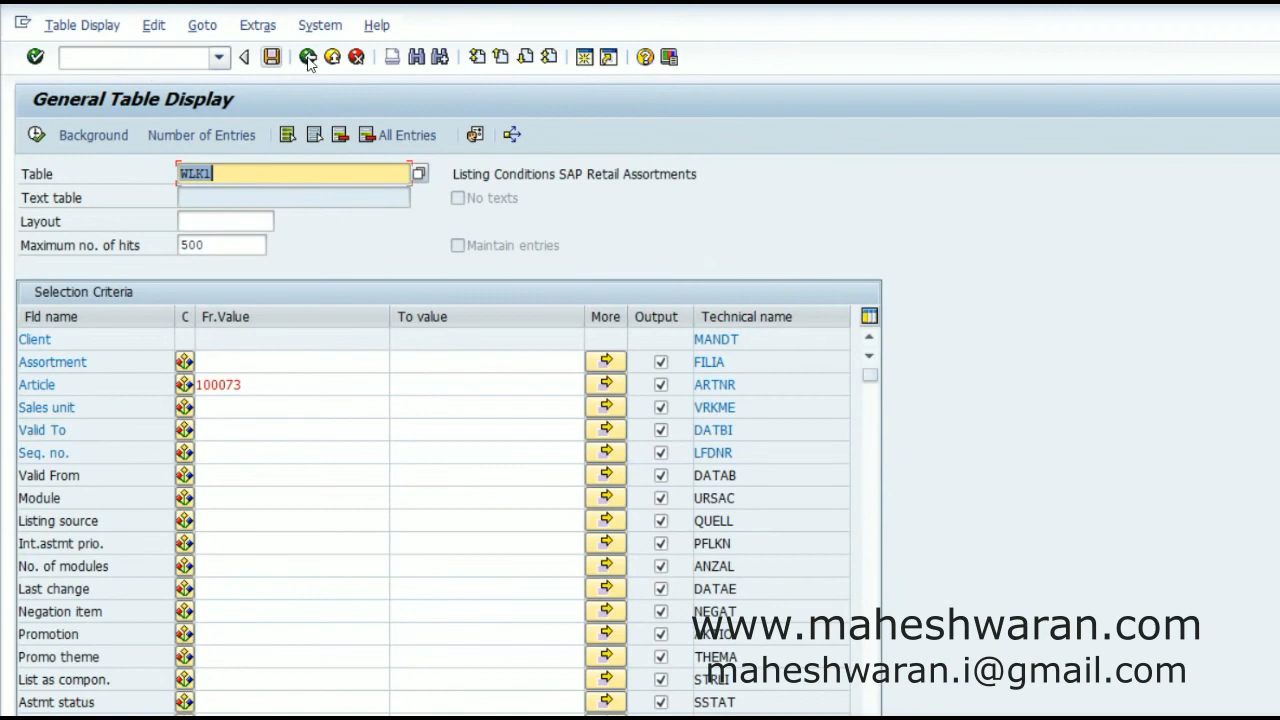 Table Display Edit Goto Extras System Help
General Table Display
Background Number of Entries All Entries
Table WLK1 Listing Conditions SAP Retail Assortments
Text table No texts
Layout
Maximum no. of hits 500 Maintain entries
Selection Criteria
Fld name C Fr.Value To value More Output Technical name
Client MANDT
Assortment FILIA
Article 100073 ARTNR
Sales unit VRKME
Valid To DATBI
Seq. no. LFDNR
Valid From DATAB
Module URSAC
Listing source QUELL
Int.astmt prio. PFLKN
No. of modules ANZAL
Last change DATAE
Negation item NEGAT
www.maheshwaran.com
Promotion
Promo theme THEMA
maheshwaran.i@gmail.com
List as compon. STRLI
Astmt status SSTAT